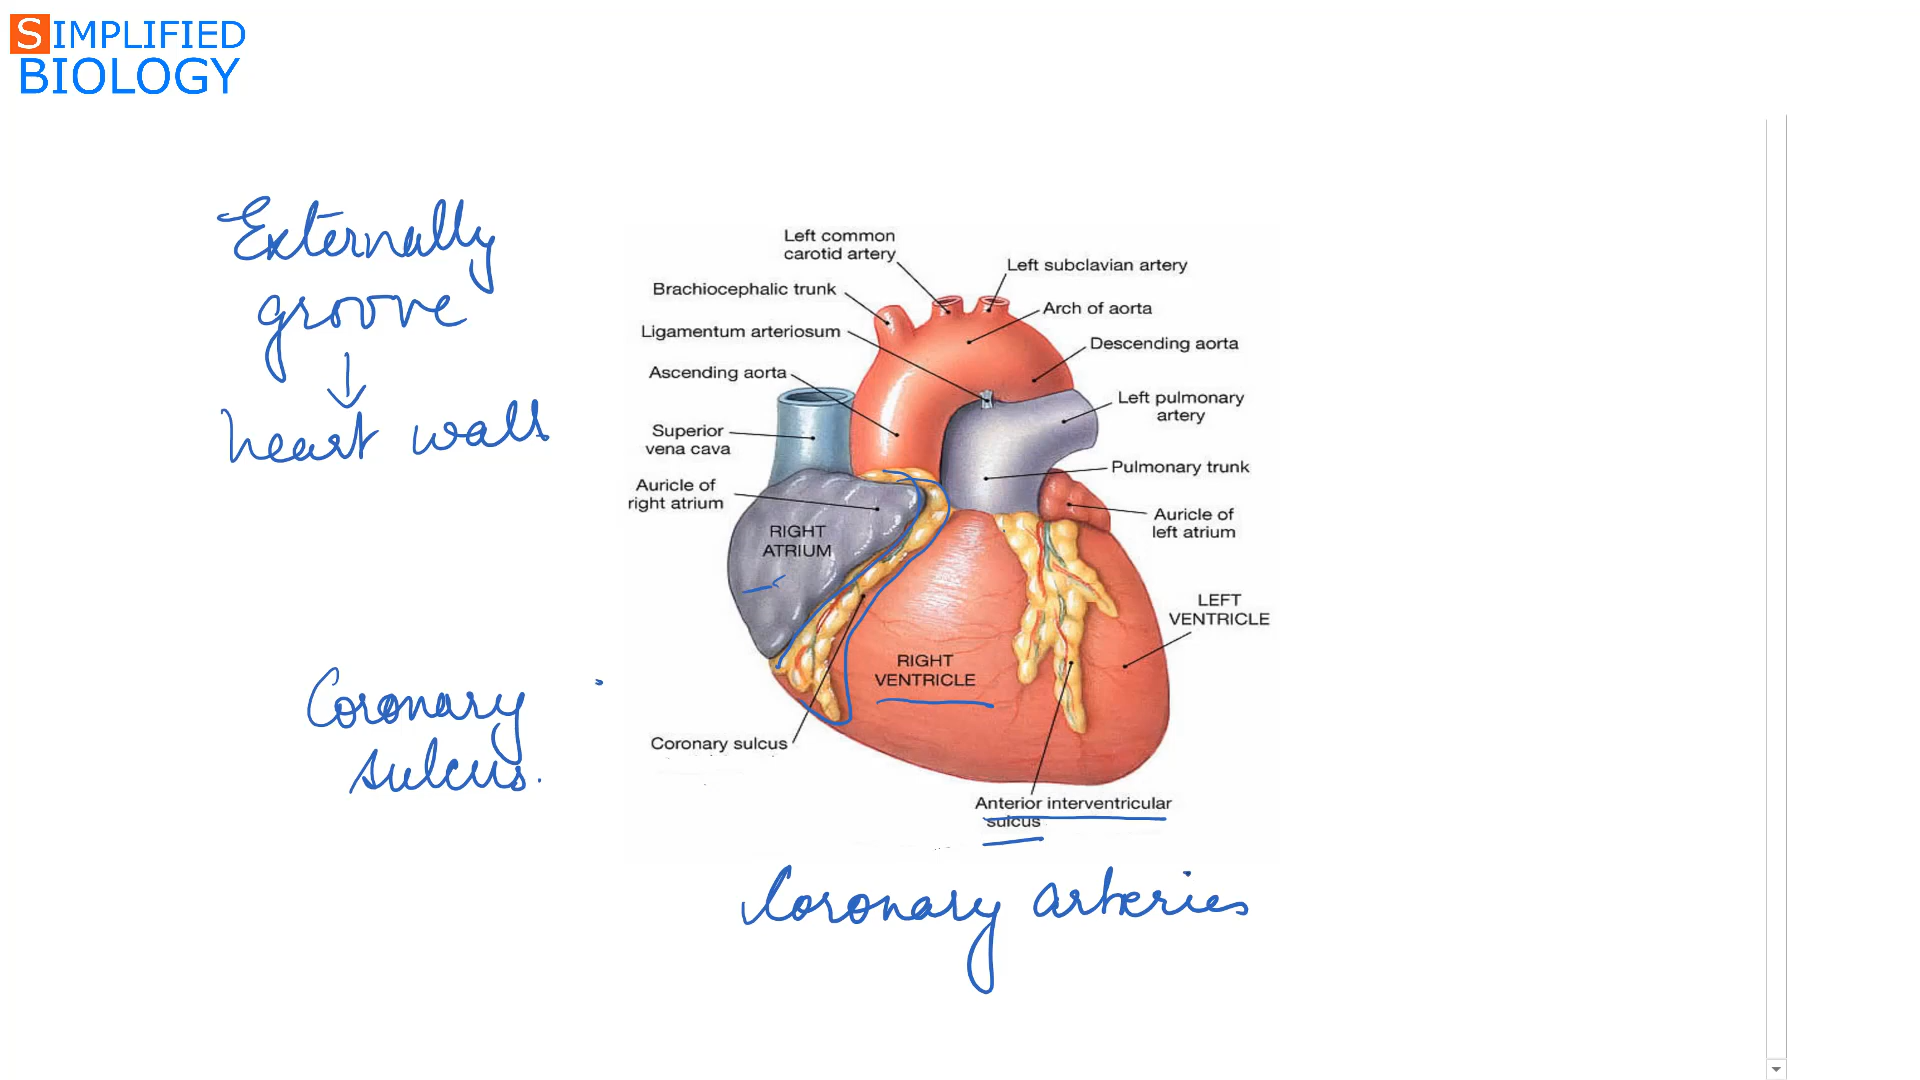 SIMPLIFIED
BIOLOGY
Externally
groove
heart wall
Left common
carotid artery
Left subclavian artery
Brachiocephalic trunk
Arch of aorta
Ligamentum arteriosum
Descending aorta
Ascending aorta
Left pulmonary
artery
Superior
vena cava
Pulmonary trunk
Auricle of
right atrium
Auricle of
left atrium
RIGHT
ATRIUM
LEFT
VENTRICLE
RIGHT
VENTRICLE
Coronary
sulcus.
Coronary sulcus
Anterior interventricular
sulcus
Coronary arteries